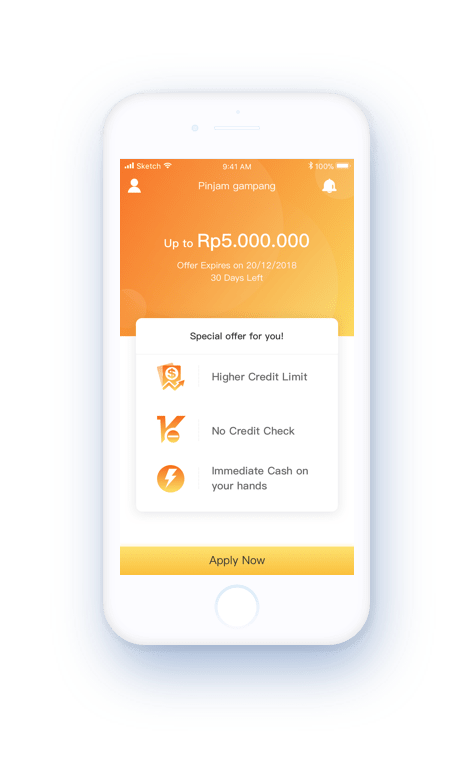 Sketch 9:41 AM 100%
Pinjam gampang
Up to Rp5.000.000
Offer Expires on 20/12/2018
30 Days Left
Special offer for you!
Higher Credit Limit
No Credit Check
Immediate Cash on
your hands
Apply Now